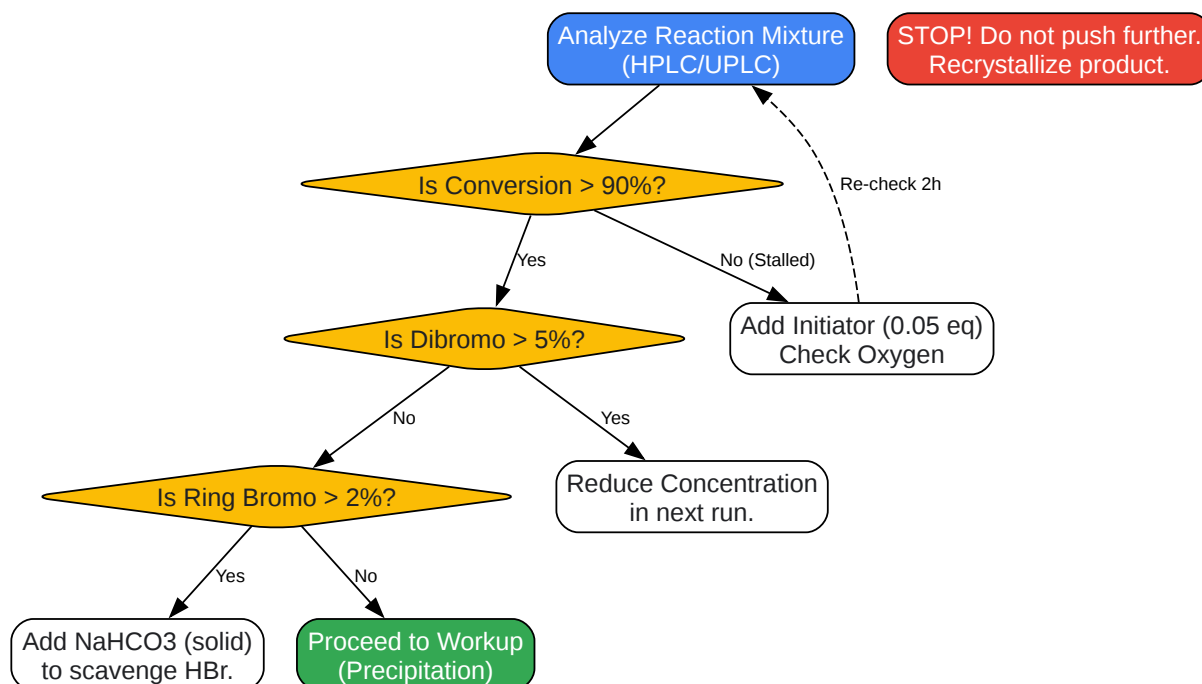 Analyze Reaction Mixture
(HPLC/UPLC)
STOP! Do not push further.
Recrystallize product.
Is Conversion > 90%?
Re-check 2h
Yes
No (Stalled)
Is Dibromo > 5%?
Add Initiator (0.05 eq)
Check Oxygen
No
Yes
Is Ring Bromo > 2%?
Reduce Concentration
in next run.
Yes
No
Add NaHCO3 (solid)
to scavenge HBr.
Proceed to Workup
(Precipitation)